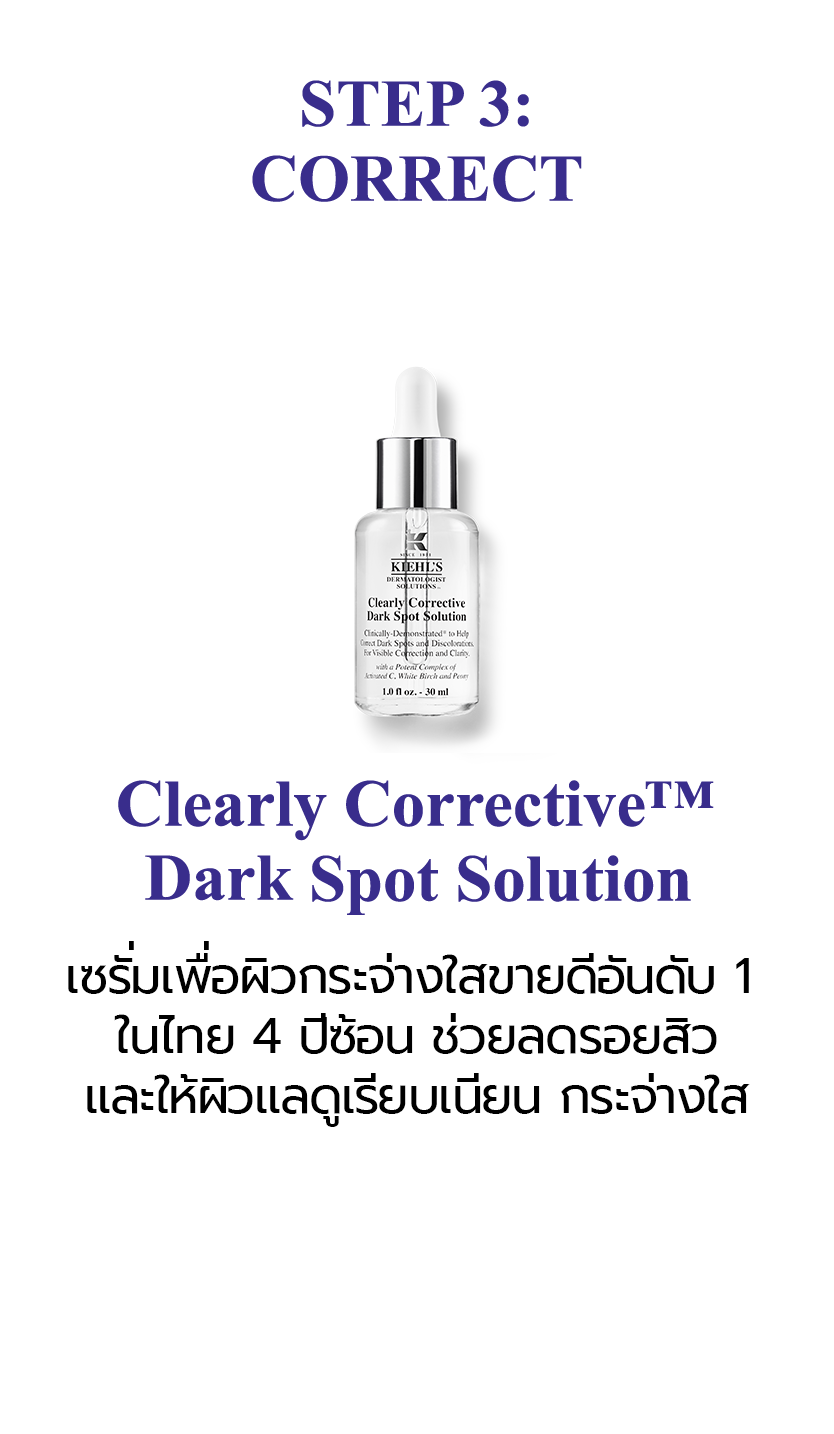 STEP 3:
CORRECT
K
SINCE 1851
KIEHL'S
DERMATOLOGIST
SOLUTIONS™
Clearly Corrective
Dark Spot Solution
Clinically-Demonstrated* to Help
Correct Dark Spots and Discolorations,
For Visible Correction and Clarity.
with a Potent Complex of
Activated C, White Birch and Peony
1.0 fl oz. - 30 ml
Clearly Corrective™
Dark Spot Solution
เซรั่มเพื่อผิวกระจ่างใสขายดีอันดับ 1
ในไทย 4 ปีซ้อน ช่วยลดรอยสิว
และให้ผิวแลดูเรียบเนียน กระจ่างใส